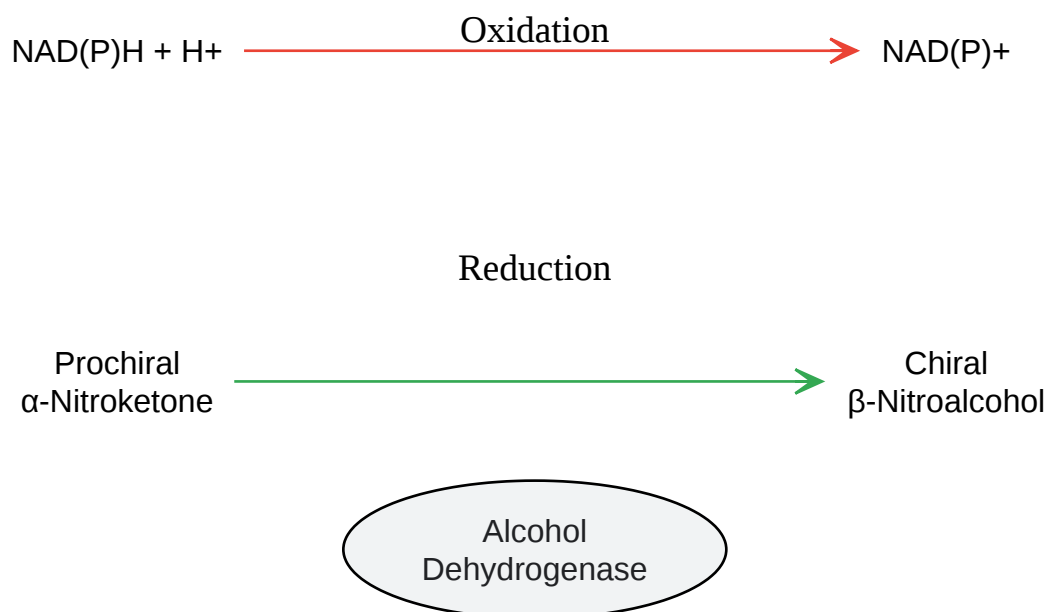 Oxidation
NAD(P)H + H+
NAD(P)+
Reduction
Prochiral
α-Nitroketone
Chiral
β-Nitroalcohol
Alcohol
Dehydrogenase